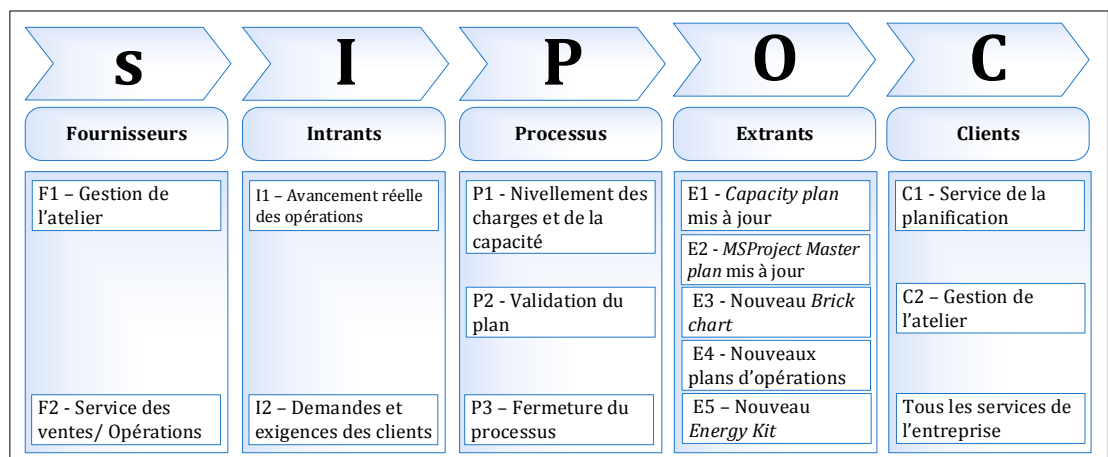 s
I
P
O
C
Fournisseurs
Intrants
Processus
Extrants
Clients
F1 – Gestion de
l’atelier
F2 - Service des
ventes/ Opérations
I1 – Avancement réelle
des opérations
I2 – Demandes et
exigences des clients
P1 - Nivellement des
charges et de la
capacité
P2 - Validation du
plan
P3 – Fermeture du
processus
E1 - Capacity plan
mis à jour
E2 - MSProject Master
plan mis à jour
E3 - Nouveau Brick
chart
E4 - Nouveaux
plans d’opérations
E5 – Nouveau
Energy Kit
C1 - Service de la
planification
C2 – Gestion de
l’atelier
Tous les services de
l’entreprise